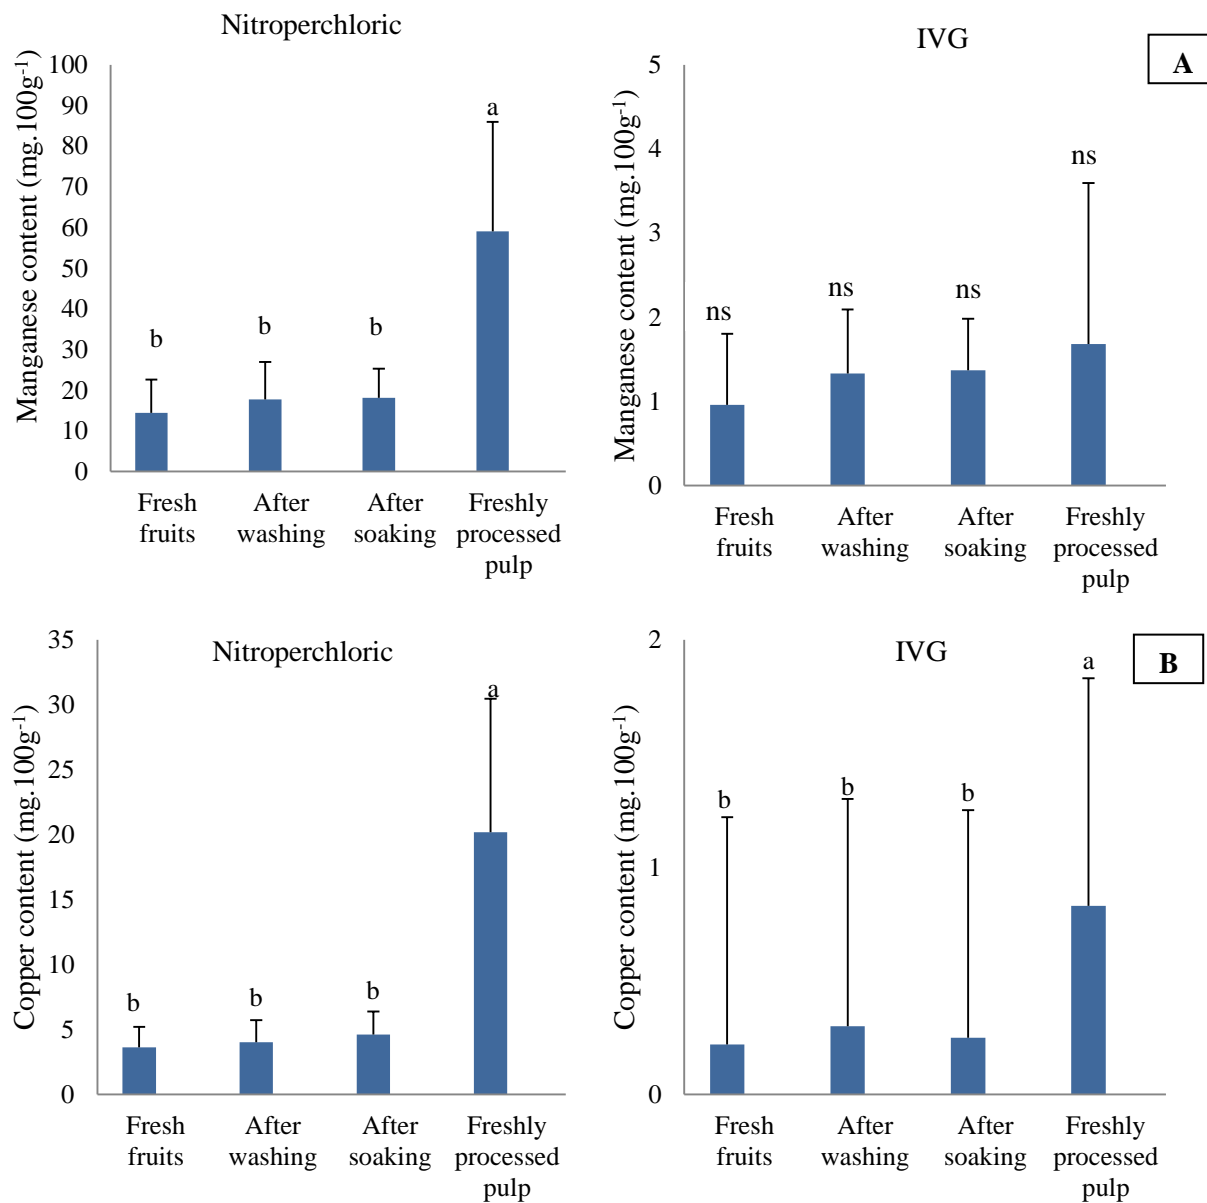 Nitroperchloric
Manganese content (mg.100g-1)
100
90
80
70
60
50
40
30
20
10
0
b
b
b
a
Fresh
fruits
After
washing
After
soaking
Freshly
processed
pulp
IVG
A
Manganese content (mg.100g-1)
5
4
3
2
1
0
ns
ns
ns
ns
Fresh
fruits
After
washing
After
soaking
Freshly
processed
pulp
Nitroperchloric
Copper content (mg.100g-1)
35
30
25
20
15
10
5
0
b
b
b
a
Fresh
fruits
After
washing
After
soaking
Freshly
processed
pulp
IVG
B
Copper content (mg.100g-1)
2
1
0
b
b
b
a
Fresh
fruits
After
washing
After
soaking
Freshly
processed
pulp